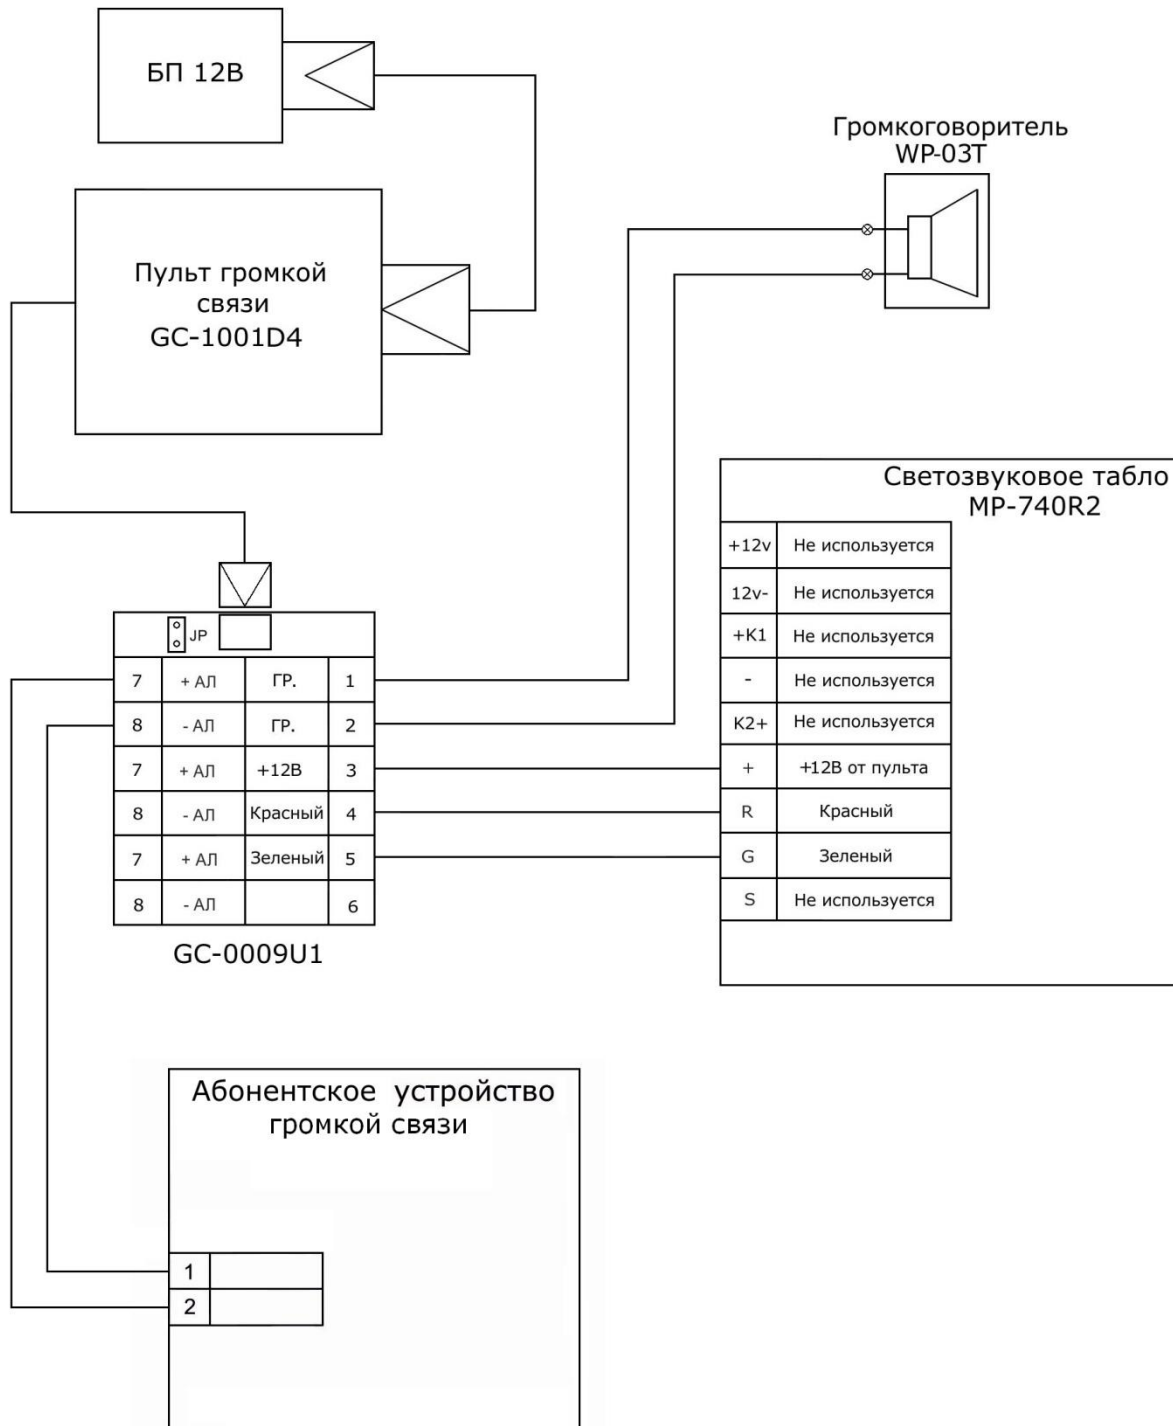 БП 12В
Громкоговоритель
WP-03T
Пульт громкой
связи
GC-1001D4
Светозвуковое табло
MP-740R2
+12v Не используется
12v- Не используется
+K1 Не используется
- Не используется
K2+ Не используется
+ +12В от пульта
R Красный
G Зеленый
S Не используется
JP
7 + АЛ ГР. 1
8 - АЛ ГР. 2
7 + АЛ +12В 3
8 - АЛ Красный 4
7 + АЛ Зеленый 5
8 - АЛ 6
GC-0009U1
Абонентское устройство
громкой связи
1
2